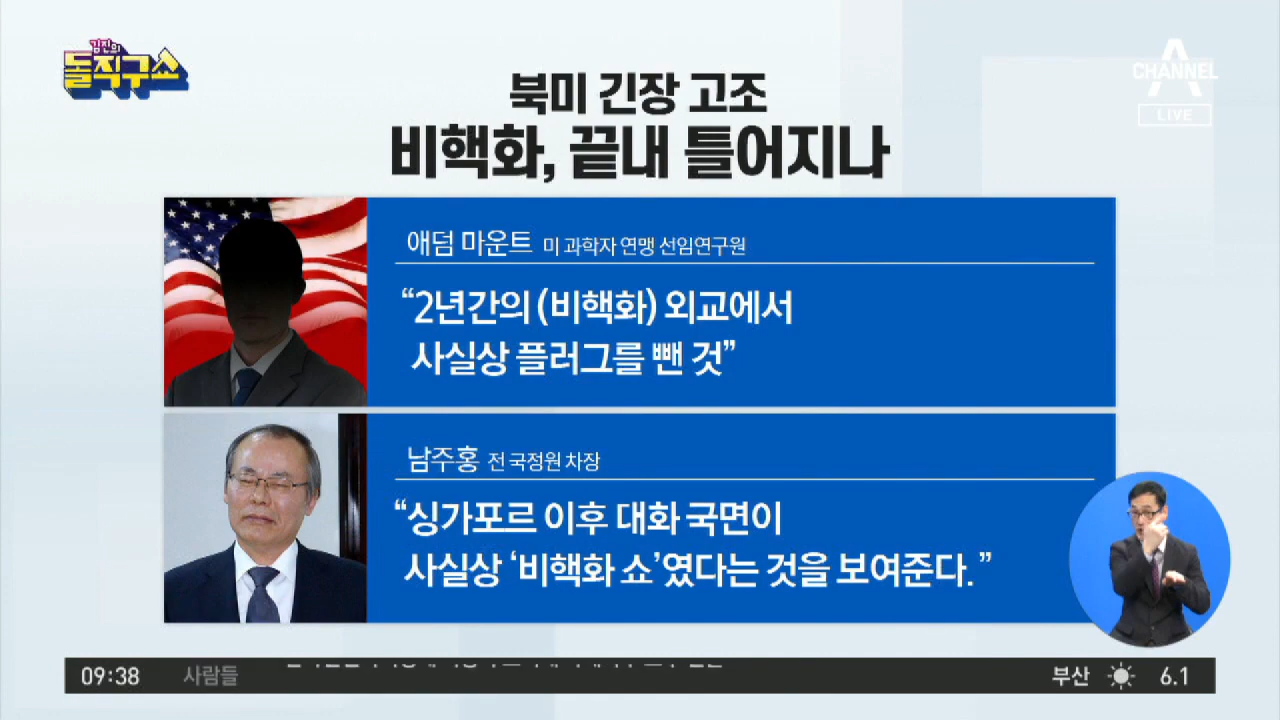 김진의
돌직구쇼
CHANNEL
LIVE
북미 긴장 고조
비핵화, 끝내 틀어지나
애덤 마운트 미 과학자 연맹 선임연구원
“2년간의 (비핵화) 외교에서
사실상 플러그를 뺀 것”
남주홍 전 국정원 차장
“싱가포르 이후 대화 국면이
사실상 ‘비핵화 쇼’였다는 것을 보여준다.”
09:38 사람들
부산 6.1